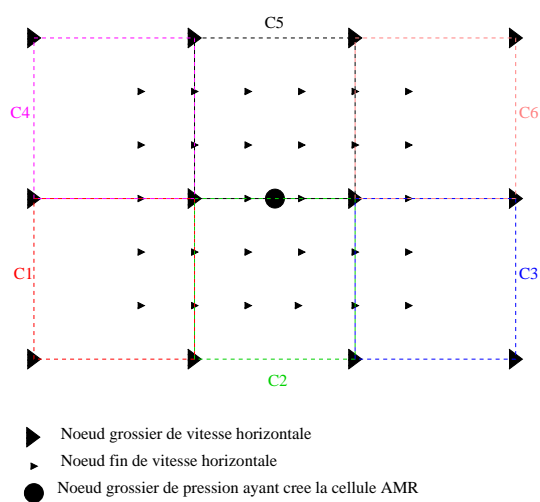 C5
C4
C6
C1
C3
C2
Noeud grossier de vitesse horizontale
Noeud fin de vitesse horizontale
Noeud grossier de pression ayant cree la cellule AMR